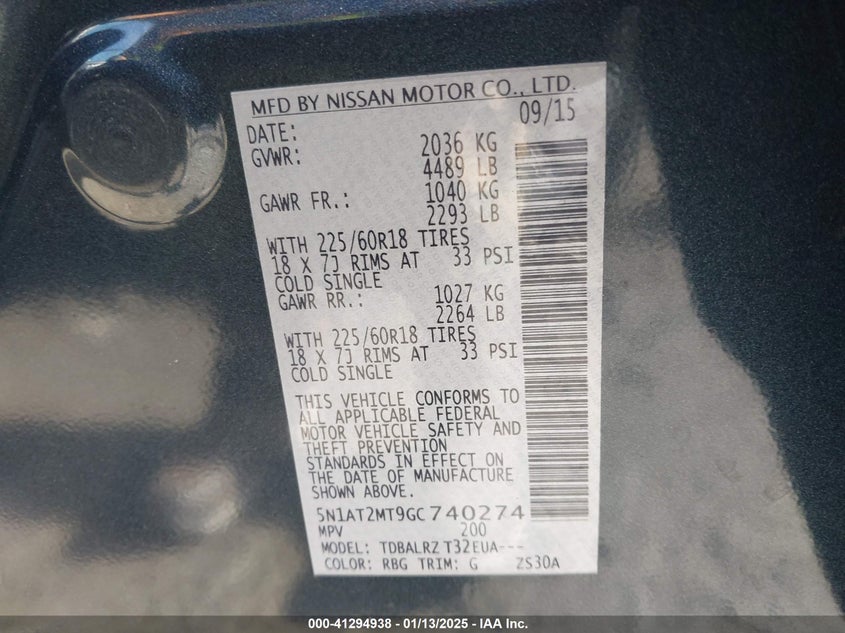 MFD BY NISSAN MOTOR CO., LTD.
DATE: 09/15
GVWR: 2036 KG
4489 LB
GAWR FR.: 1040 KG
2293 LB
WITH 225/60R18 TIRES
18 X 7J RIMS AT 33 PSI
COLD SINGLE
GAWR RR.: 1027 KG
2264 LB
WITH 225/60R18 TIRES
18 X 7J RIMS AT 33 PSI
COLD SINGLE
THIS VEHICLE CONFORMS TO
ALL APPLICABLE FEDERAL
MOTOR VEHICLE SAFETY AND
THEFT PREVENTION
STANDARDS IN EFFECT ON
THE DATE OF MANUFACTURE
SHOWN ABOVE.
5N1AT2MT9GC740274
MPV 200
MODEL: TDBALRZ T32EUA---
COLOR: RBG TRIM: G ZS30A
000-41294938 - 01/13/2025 - IAA Inc.